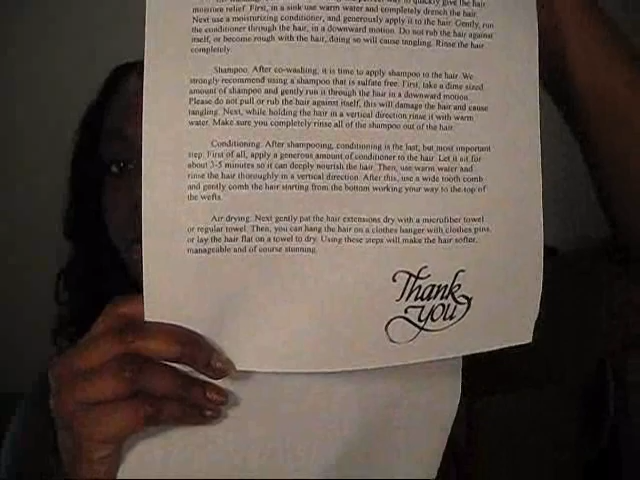 moisture relief. First, in a sink use warm water and completely drench the hair.
Next use a moisturizing conditioner, and generously apply it to the hair. Gently, run
the conditioner through the hair, in a downward motion. Do not rub the hair against
itself, or become rough with the hair, doing so will cause tangling. Rinse the hair
completely.
Shampoo: After co-washing, it is time to apply shampoo to the hair. We
strongly recommend using a shampoo that is sulfate free. First, take a dime sized
amount of shampoo and gently run it through the hair in a downward motion.
Please do not pull or rub the hair against itself, this will damage the hair and cause
tangling. Next, while holding the hair in a vertical direction rinse it with warm
water. Make sure you completely rinse all of the shampoo out of the hair.
Conditioning: After shampooing, conditioning is the last, but most important
step. First of all, apply a generous amount of conditioner to the hair. Let it sit for
about 3-5 minutes so it can deeply nourish the hair. Then, use warm water and
rinse the hair thoroughly in a vertical direction. After this, use a wide tooth comb
and gently comb the hair starting from the bottom working your way to the top of
the wefts.
Air drying: Next gently pat the hair extensions dry with a microfiber towel
or regular towel. Then, you can hang the hair on a clothes hanger with clothes pins,
or lay the hair flat on a towel to dry. Using these steps will make the hair softer,
manageable and of course stunning.
Thank
you